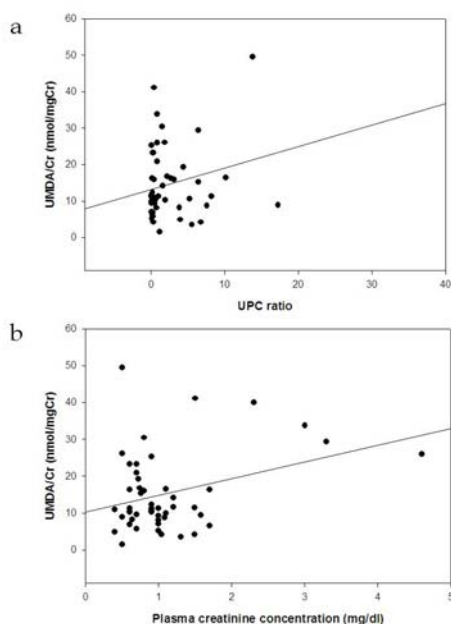 a
UMDA/Cr (nmol/mgCr)
60
50
40
30
20
10
0
0 10 20 30 40
UPC ratio
b
UMDA/Cr (nmol/mgCr)
60
50
40
30
20
10
0
0 1 2 3 4 5
Plasma creatinine concentration (mg/dl)